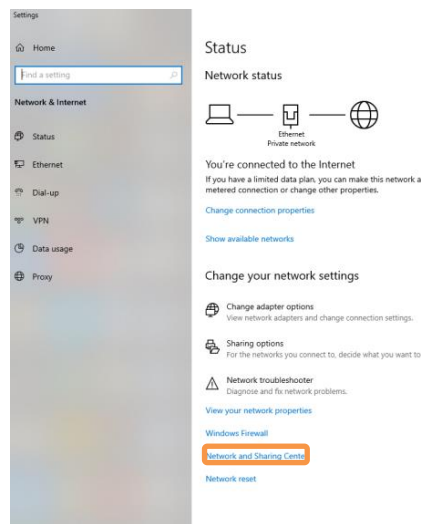 Settings
Home
Find a setting
Network & Internet
Status
Ethernet
Dial-up
VPN
Data usage
Proxy
Status
Network status
Ethernet
Private network
You're connected to the Internet
If you have a limited data plan, you can make this network a
metered connection or change other properties.
Change connection properties
Show available networks
Change your network settings
Change adapter options
View network adapters and change connection settings.
Sharing options
For the networks you connect to, decide what you want to
Network troubleshooter
Diagnose and fix network problems.
View your network properties
Windows Firewall
Network and Sharing Center
Network reset